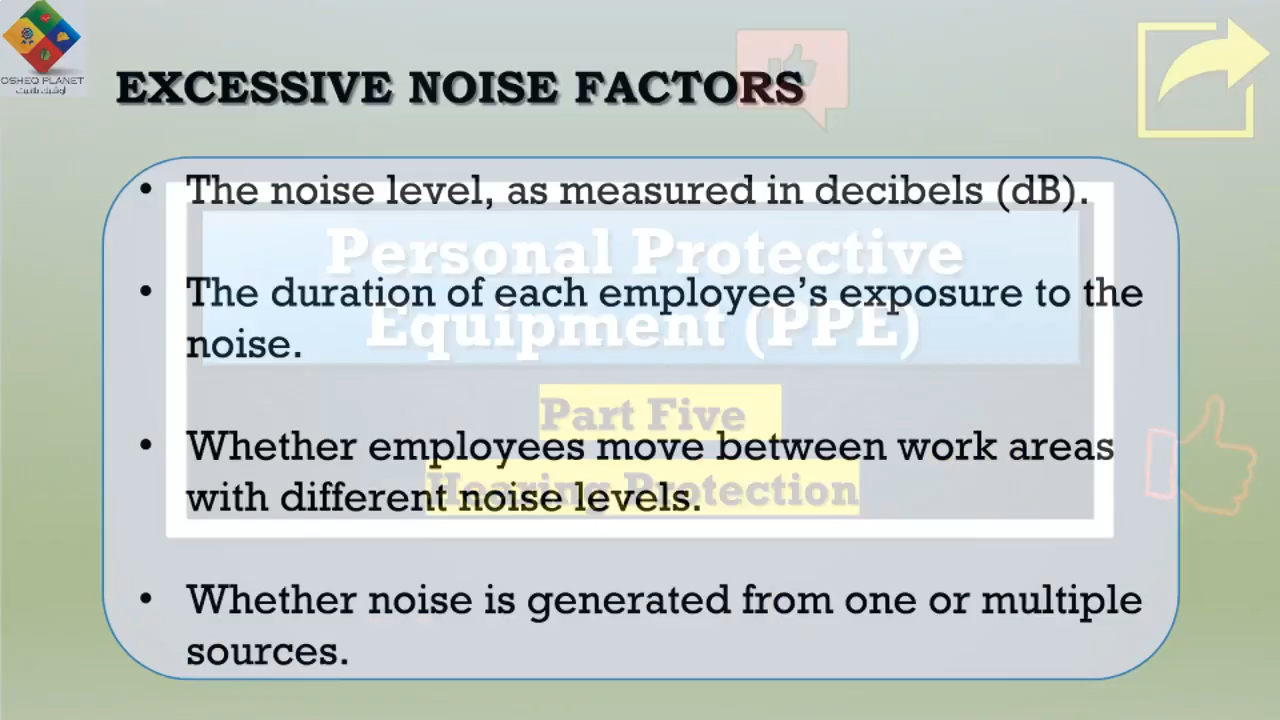 OSHEQ PLANET
أوشيك بلانيت
EXCESSIVE NOISE FACTORS
• The noise level, as measured in decibels (dB).
Personal Protective
Equipment (PPE)
• The duration of each employee’s exposure to the
noise.
Part Five
Hearing Protection
• Whether employees move between work areas
with different noise levels.
• Whether noise is generated from one or multiple
sources.